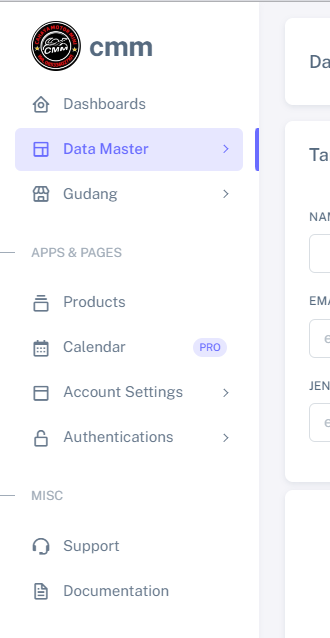 cmm
Dashboards
Data Master
Gudang
APPS & PAGES
Products
Calendar PRO
Account Settings
Authentications
MISC
Support
Documentation
Da
Ta
NAM
EMA
e
JEN
e